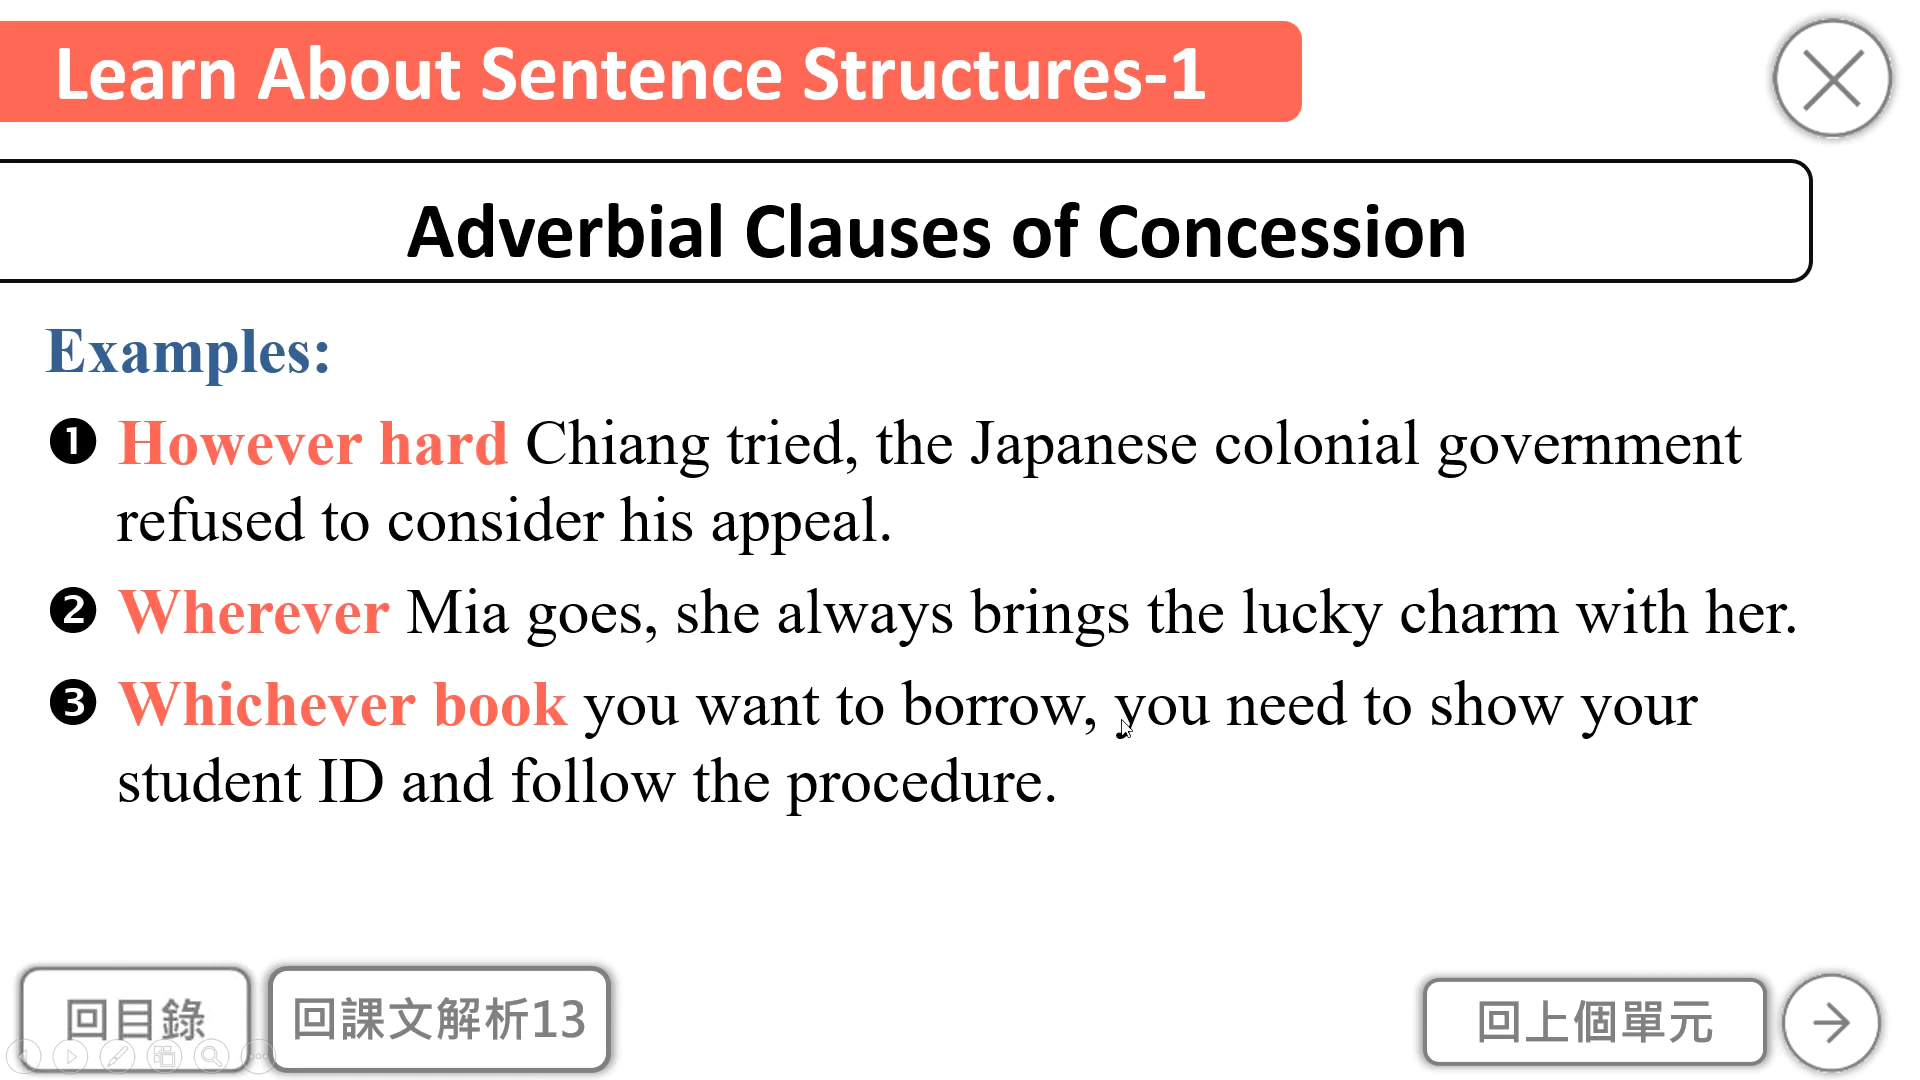 Learn About Sentence Structures-1
Adverbial Clauses of Concession
Examples:
❶ However hard Chiang tried, the Japanese colonial government
refused to consider his appeal.
❷ Wherever Mia goes, she always brings the lucky charm with her.
❸ Whichever book you want to borrow, you need to show your
student ID and follow the procedure.
回目錄
回課文解析13
回上個單元